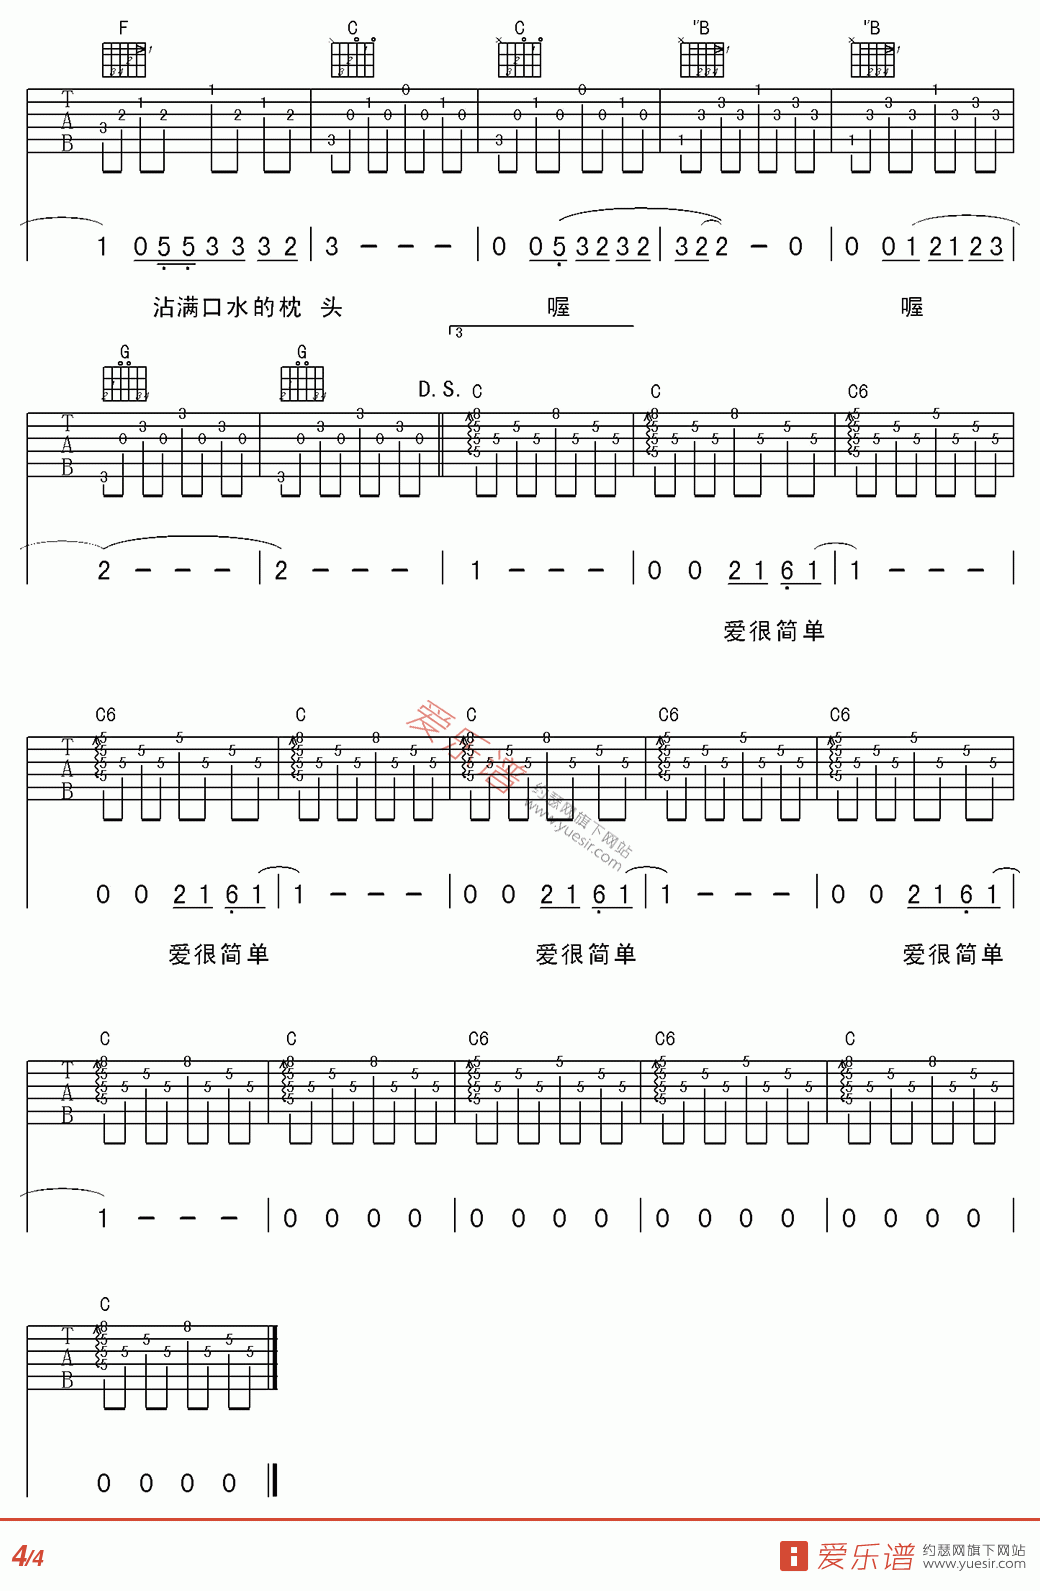 F C C ♭B ♭B
1 0 5 5 3 3 3 2 | 3 - - - | 0 0 5 3 2 3 2 | 3 2 2 - 0 | 0 0 1 2 1 2 3 |
沾满口水的枕 头 喔 喔
3
G G D.S. C C C6
2 - - - | 2 - - - | 1 - - - | 0 0 2 1 6 1 | 1 - - - |
爱很简单
C6 C C C6 C6
0 0 2 1 6 1 | 1 - - - | 0 0 2 1 6 1 | 1 - - - | 0 0 2 1 6 1 |
爱很简单 爱很简单 爱很简单
爱乐谱
约瑟网旗下网站
www.yuesir.com
C C C6 C6 C
1 - - - | 0 0 0 0 | 0 0 0 0 | 0 0 0 0 | 0 0 0 0 |
C
T
A
B
0 0 0 0
4/4
爱乐谱 约瑟网旗下网站
www.yuesir.com